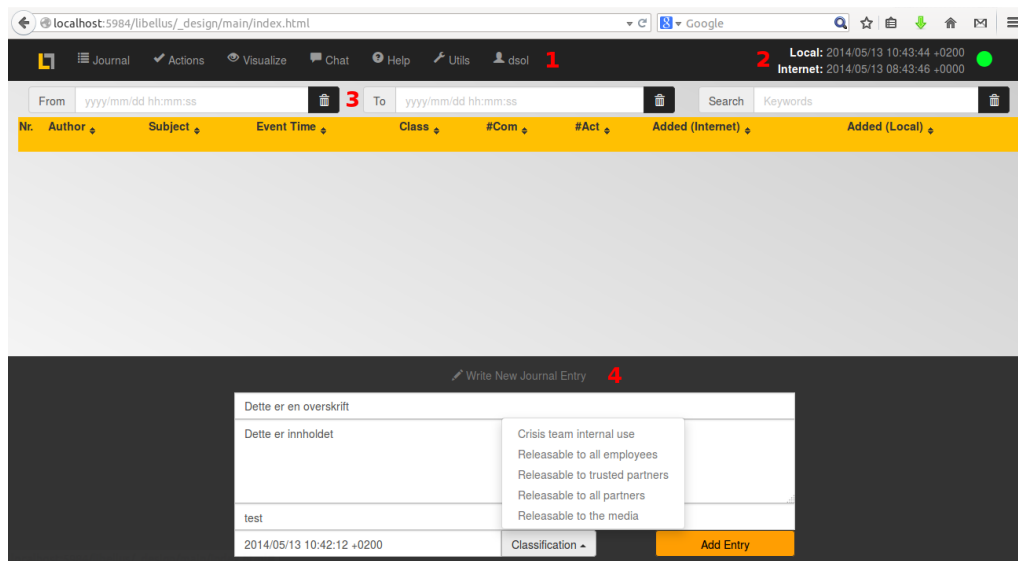 localhost:5984/libellus/_design/main/index.html Google
Journal Actions Visualize Chat Help Utils dsol 1 2 Local: 2014/05/13 10:43:44 +0200
Internet: 2014/05/13 08:43:46 +0000
From yyyy/mm/dd hh:mm:ss 3 To yyyy/mm/dd hh:mm:ss Search Keywords
Nr. Author Subject Event Time Class #Com #Act Added (Internet) Added (Local)
Write New Journal Entry 4
Dette er en overskrift
Dette er innholdet
Crisis team internal use
Releasable to all employees
Releasable to trusted partners
Releasable to all partners
Releasable to the media
test
2014/05/13 10:42:12 +0200 Classification Add Entry